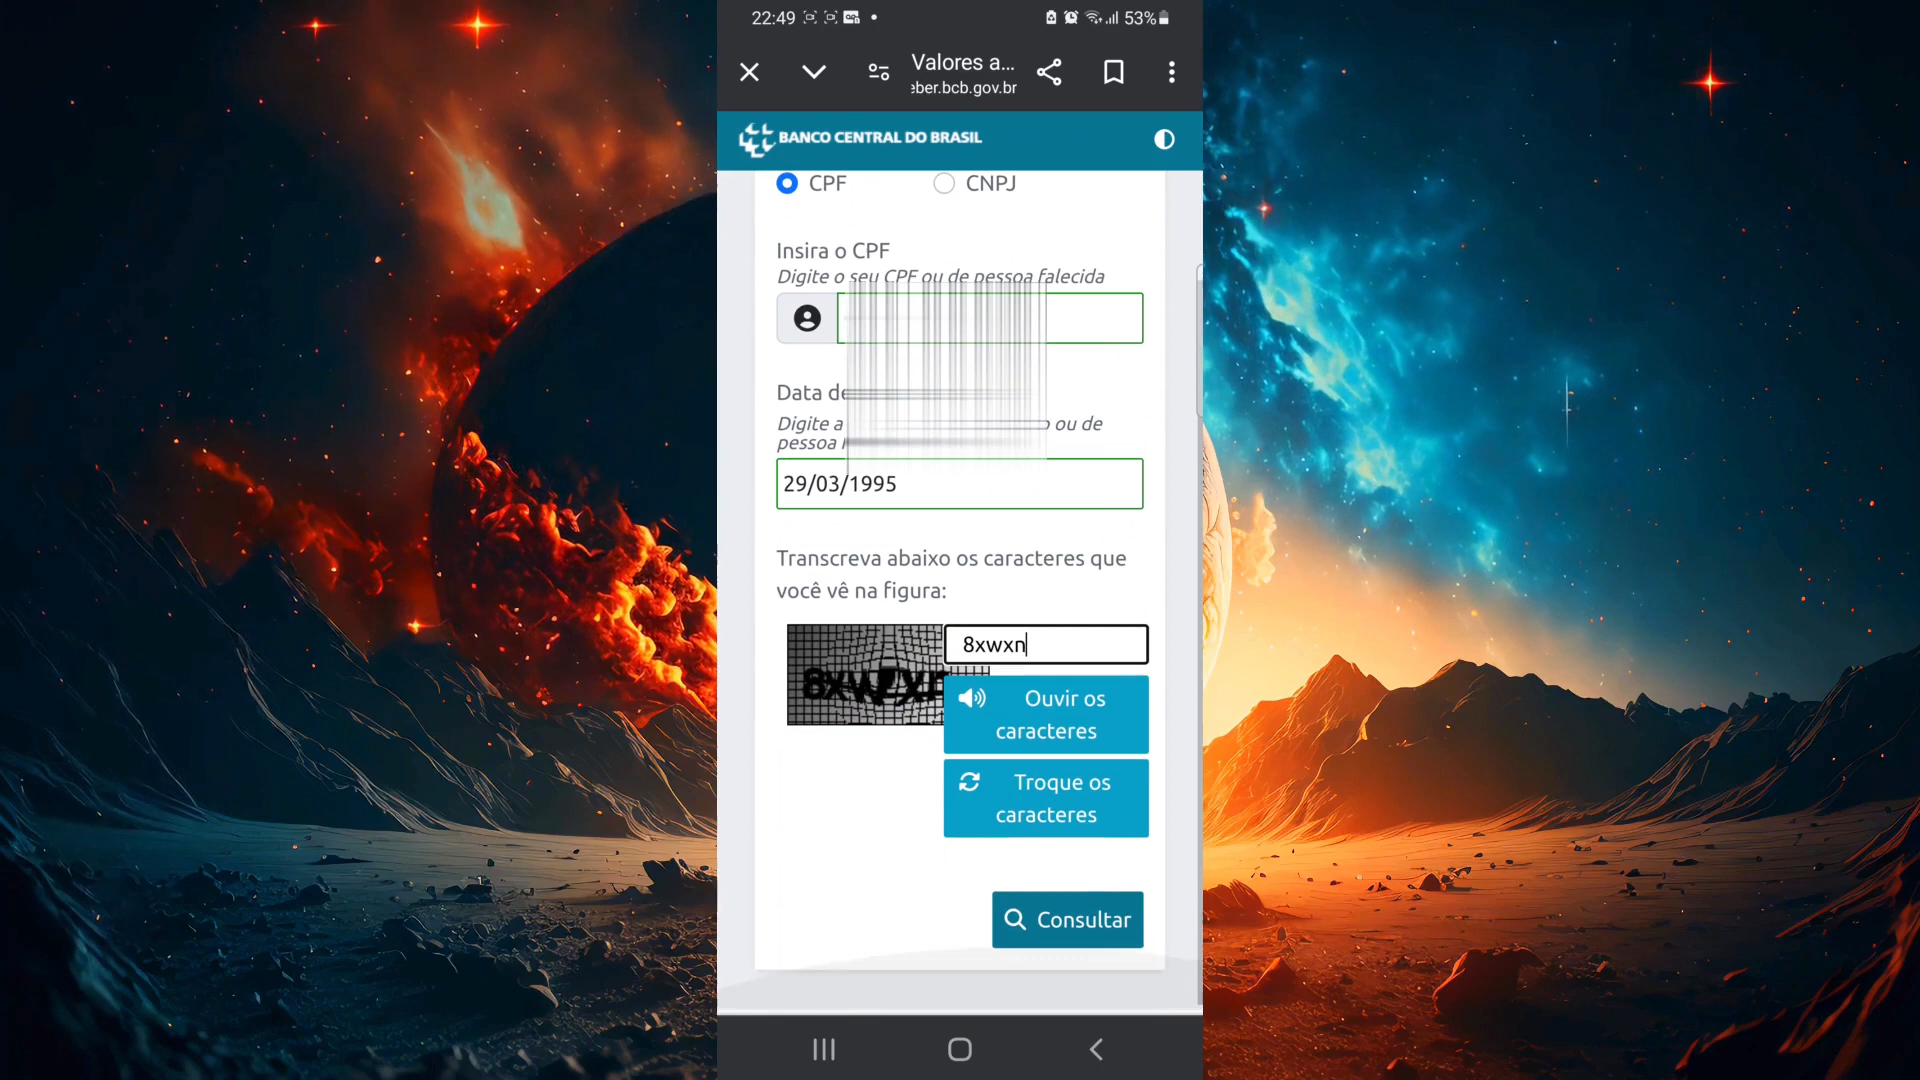 22:49
53%
Valores a...
eber.bcb.gov.br
BANCO CENTRAL DO BRASIL
CPF
CNPJ
Insira o CPF
Digite o seu CPF ou de pessoa falecida
Data de
Digite a ou de
pessoa
29/03/1995
Transcreva abaixo os caracteres que
você vê na figura:
8xwxn
Ouvir os
caracteres
Troque os
caracteres
Consultar